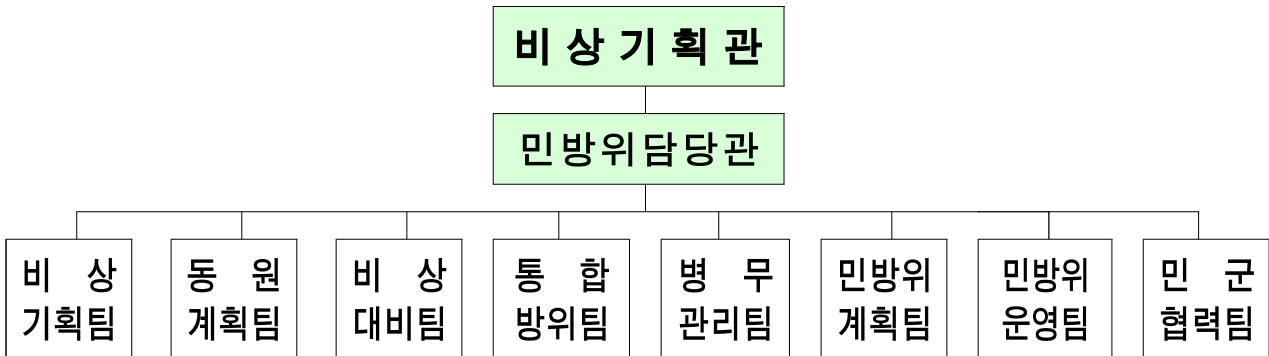 비상기획관
민방위담당관
비 상
기획팀
동 원
계획팀
비 상
대비팀
통 합
방위팀
병 무
관리팀
민방위
계획팀
민방위
운영팀
민 군
협력팀